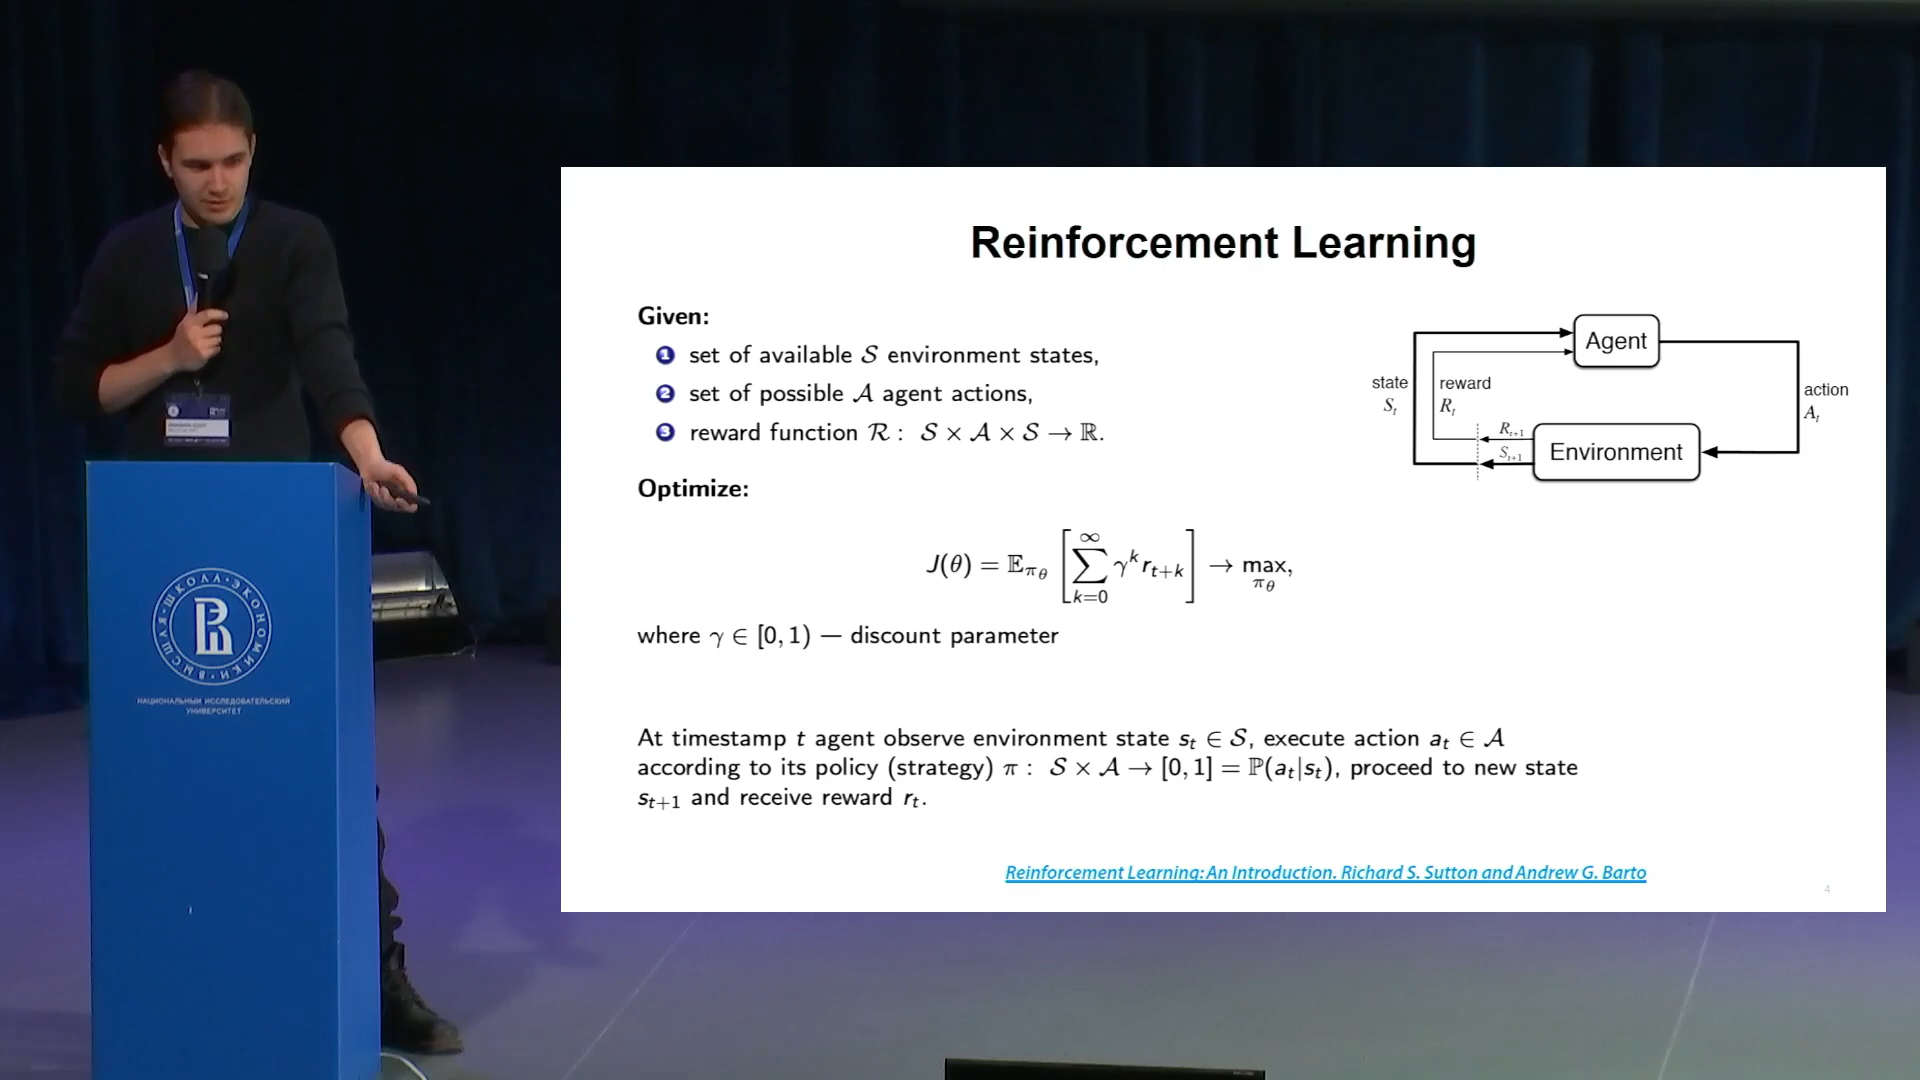 Reinforcement Learning
Given:
1 set of available 𝒮 environment states,
2 set of possible 𝒜 agent actions,
3 reward function ℛ : 𝒮 × 𝒜 × 𝒮 → ℝ.
Optimize:
J(θ) = 𝔼_{π_θ} [∑_{k=0}^{∞} γ^k r_{t+k}] → max_{π_θ},
where γ ∈ [0, 1) — discount parameter
At timestamp t agent observe environment state s_t ∈ 𝒮, execute action a_t ∈ 𝒜
according to its policy (strategy) π : 𝒮 × 𝒜 → [0, 1] = ℙ(a_t|s_t), proceed to new state
s_{t+1} and receive reward r_t.
Reinforcement Learning: An Introduction. Richard S. Sutton and Andrew G. Barto
4
Agent
state
S_t
reward
R_t
action
A_t
R_{t+1}
S_{t+1}
Environment
ВЫСШАЯ • ШКОЛА • ЭКОНОМИКИ
НАЦИОНАЛЬНЫЙ ИССЛЕДОВАТЕЛЬСКИЙ
УНИВЕРСИТЕТ